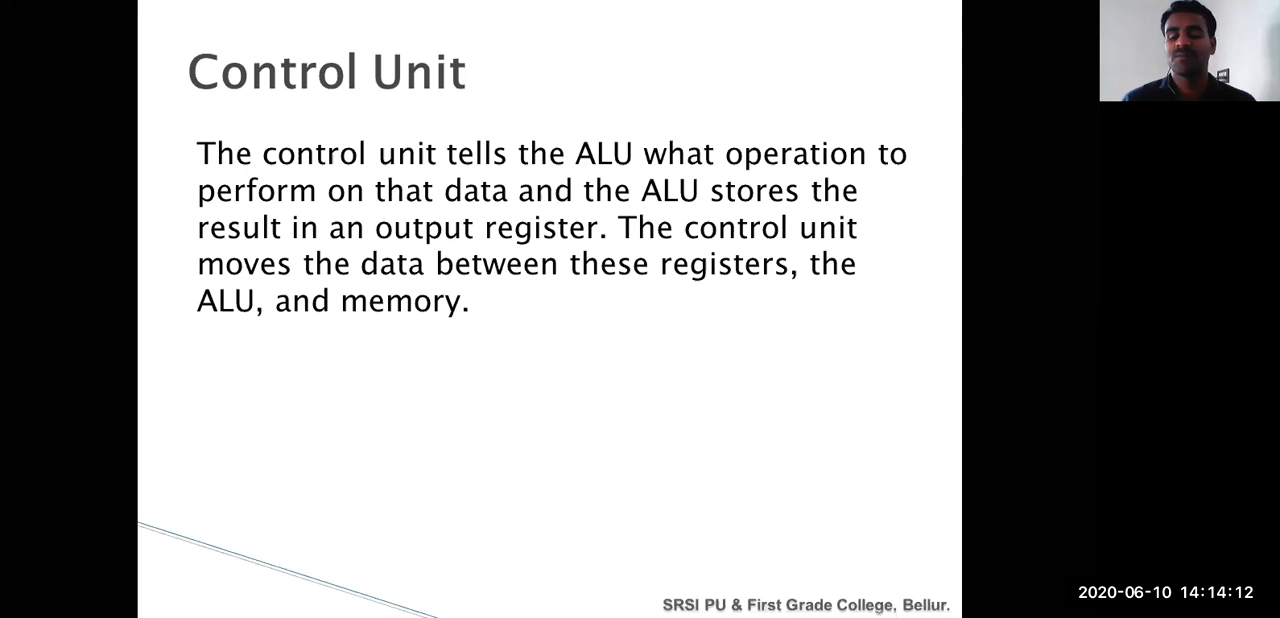 Control Unit
The control unit tells the ALU what operation to
perform on that data and the ALU stores the
result in an output register. The control unit
moves the data between these registers, the
ALU, and memory.
SRSI PU & First Grade College, Bellur.
2020-06-10 14:14:12